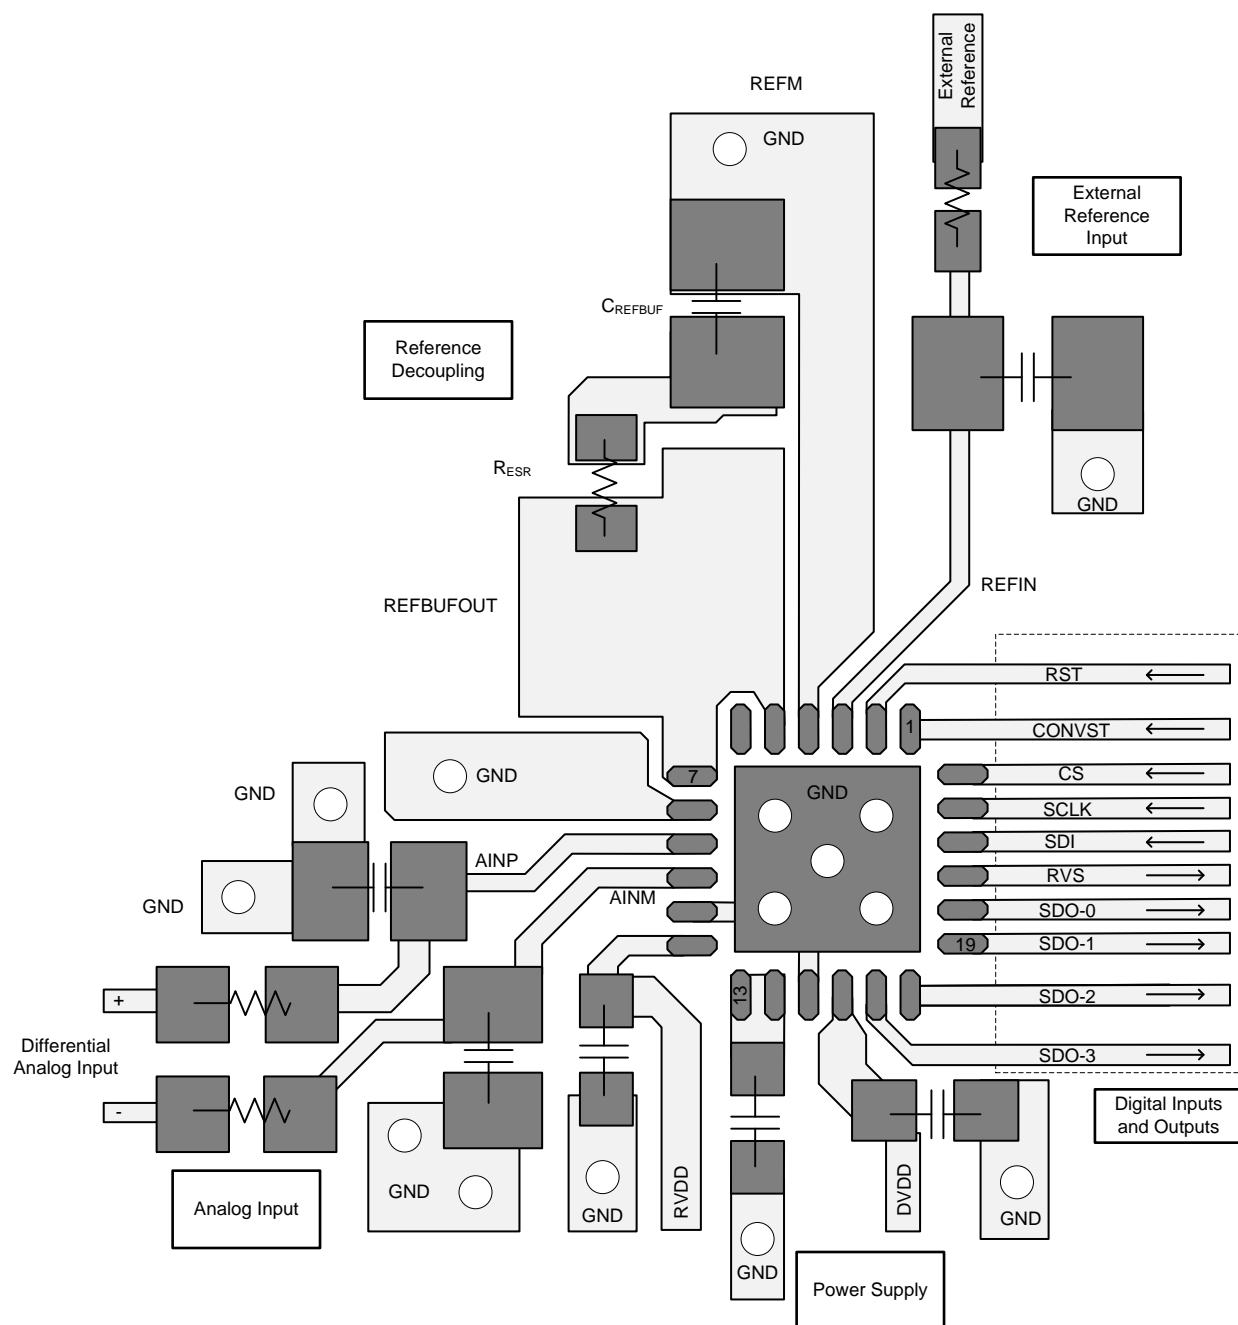 REFM
External
Reference
GND
External
Reference
Input
CREFBUF
Reference
Decoupling
RESR
GND
REFIN
REFBUFOUT
RST
1
CONVST
7
CS
GND
GND
GND
SCLK
SDI
AINP
RVS
GND
AINM
SDO-0
19
SDO-1
13
SDO-2
+
Differential
Analog Input
SDO-3
-
Digital Inputs
and Outputs
GND
RVDD
DVDD
Analog Input
GND
GND
GND
Power Supply